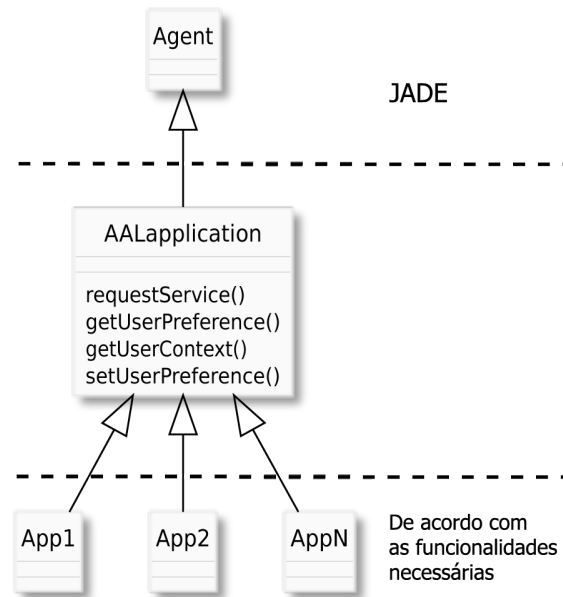 Agent
JADE
AALapplication
requestService()
getUserPreference()
getUserContext()
setUserPreference()
App1
App2
AppN
De acordo com
as funcionalidades
necessárias